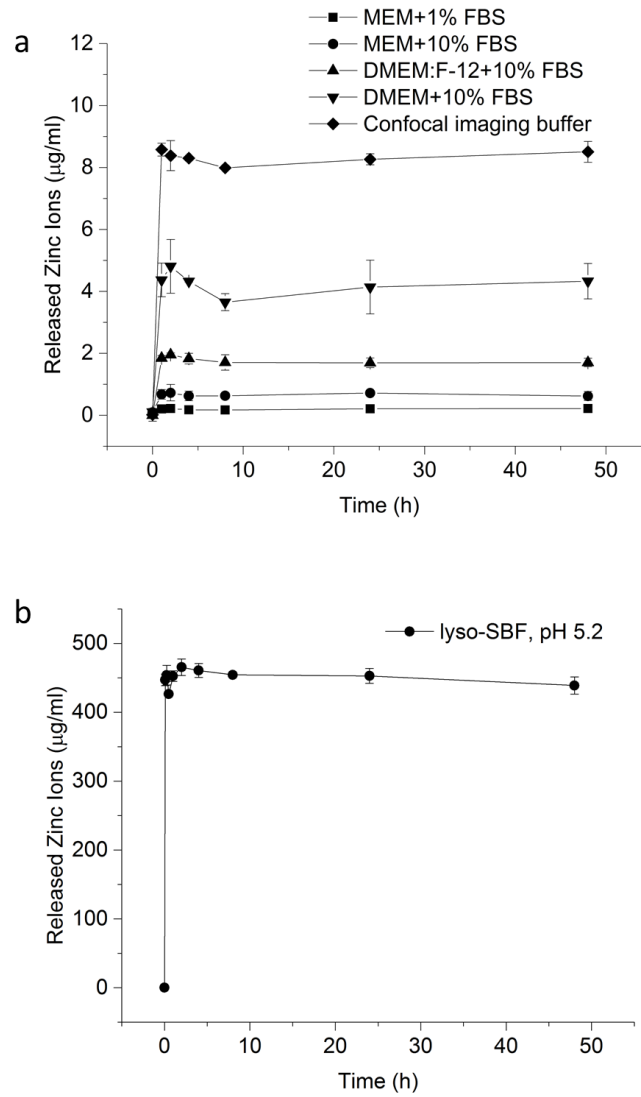 a
MEM+1% FBS
MEM+10% FBS
DMEM:F-12+10% FBS
DMEM+10% FBS
Confocal imaging buffer
Released Zinc Ions (μg/ml)
12
10
8
6
4
2
0
0 10 20 30 40 50
Time (h)
b
lyso-SBF, pH 5.2
Released Zinc Ions (μg/ml)
500
400
300
200
100
0
0 10 20 30 40 50
Time (h)